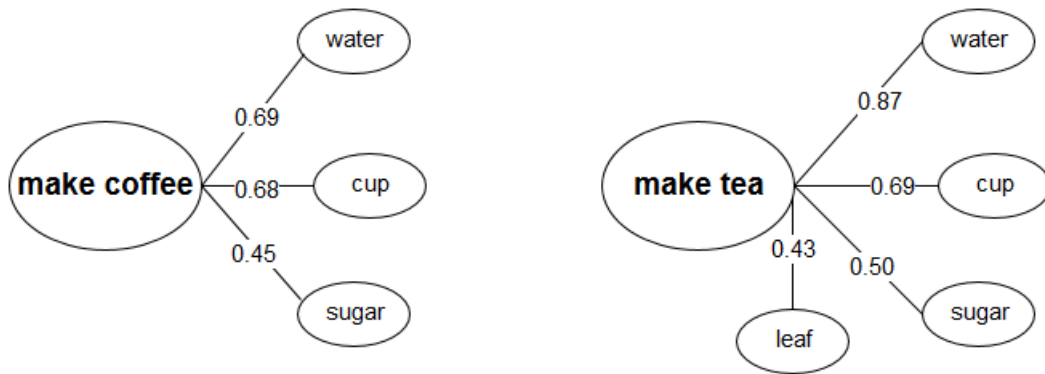 water
0.69
make coffee
0.68
cup
0.45
sugar
water
0.87
make tea
0.69
cup
0.43
0.50
leaf
sugar